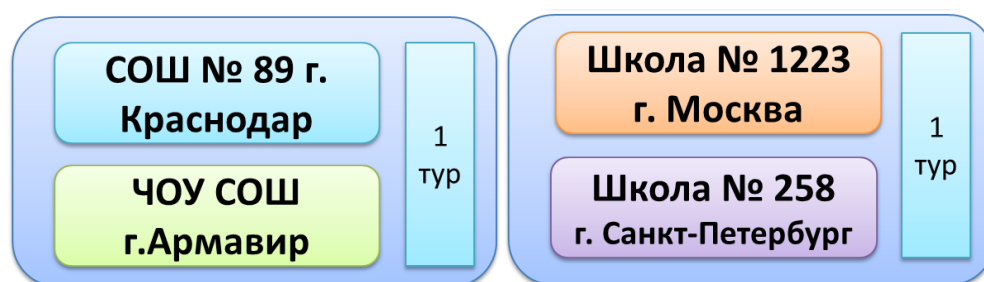 СОШ № 89 г.
Краснодар
ЧОУ СОШ
г.Армавир
1
тур
Школа № 1223
г. Москва
Школа № 258
г. Санкт-Петербург
1
тур